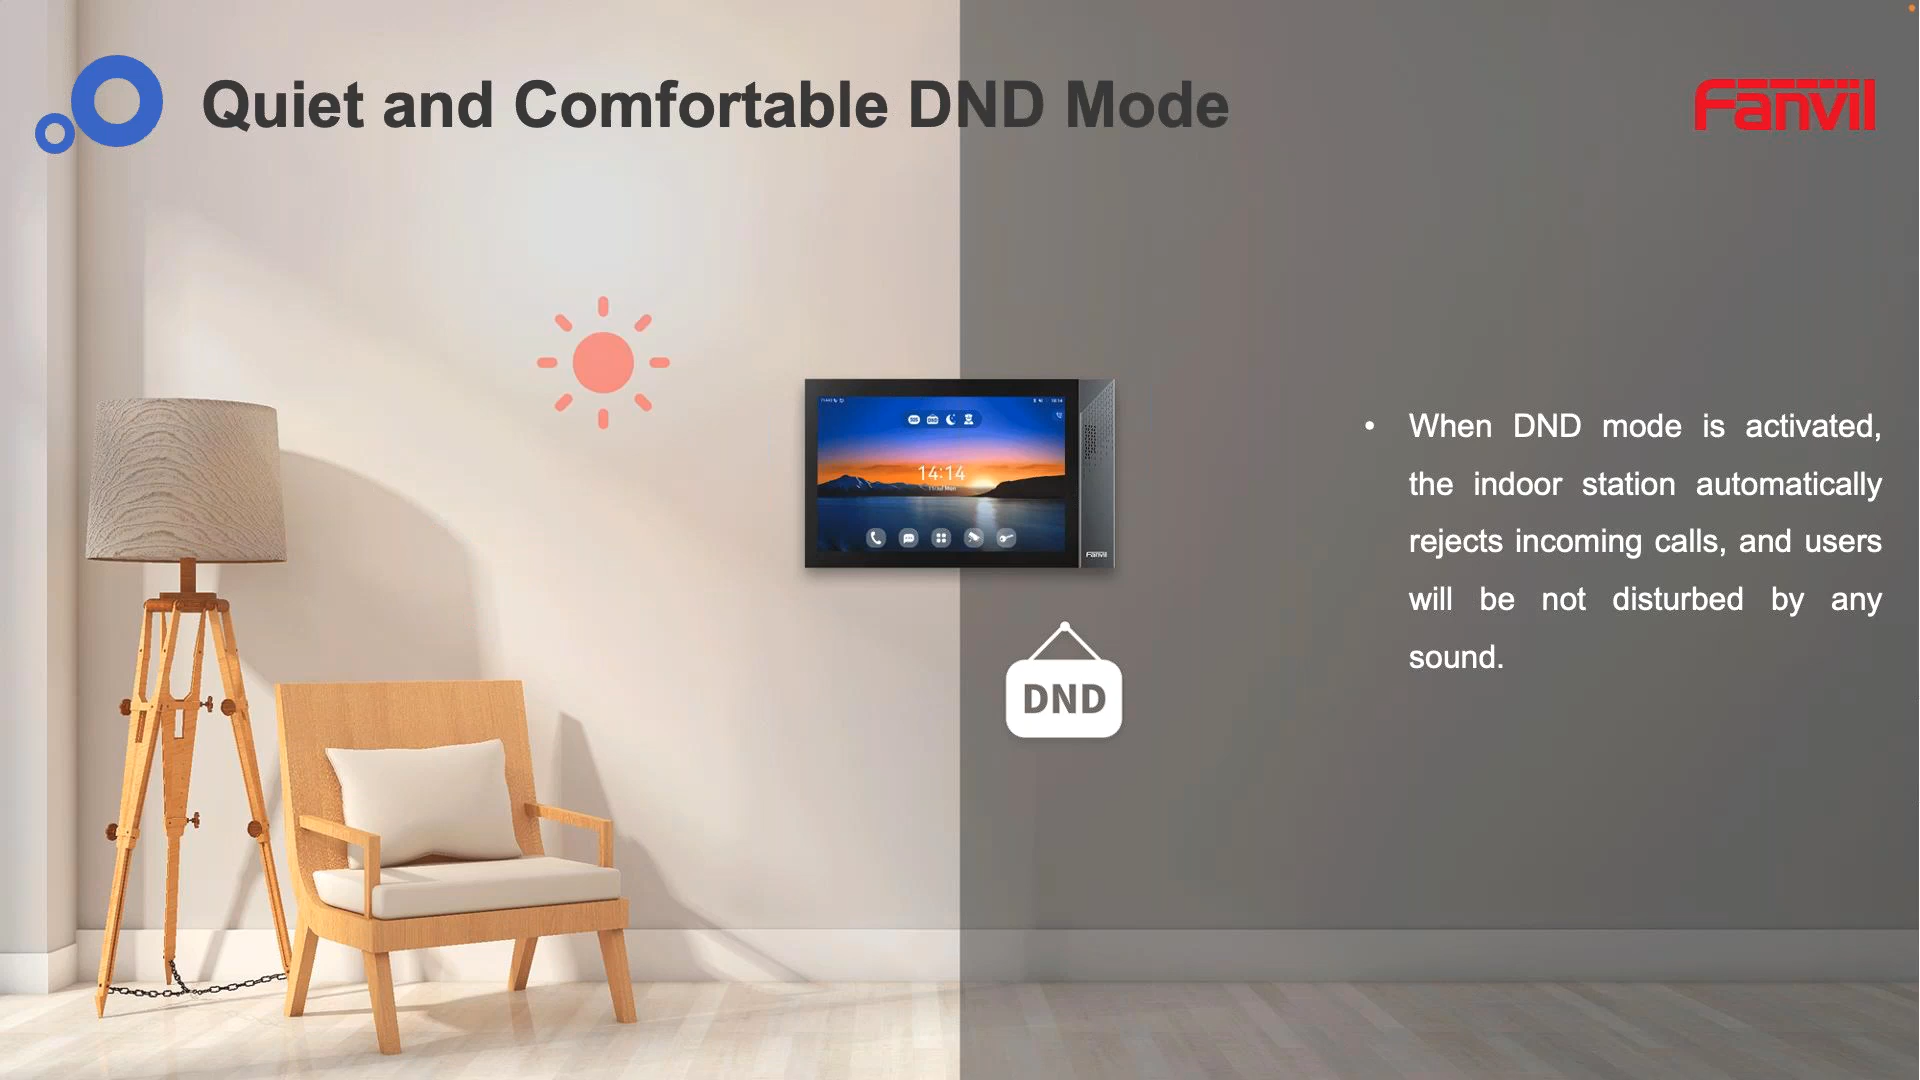 Quiet and Comfortable DND Mode
Fanvil
14:14
Fanvil
When DND mode is activated,
the indoor station automatically
rejects incoming calls, and users
will be not disturbed by any
sound.
DND